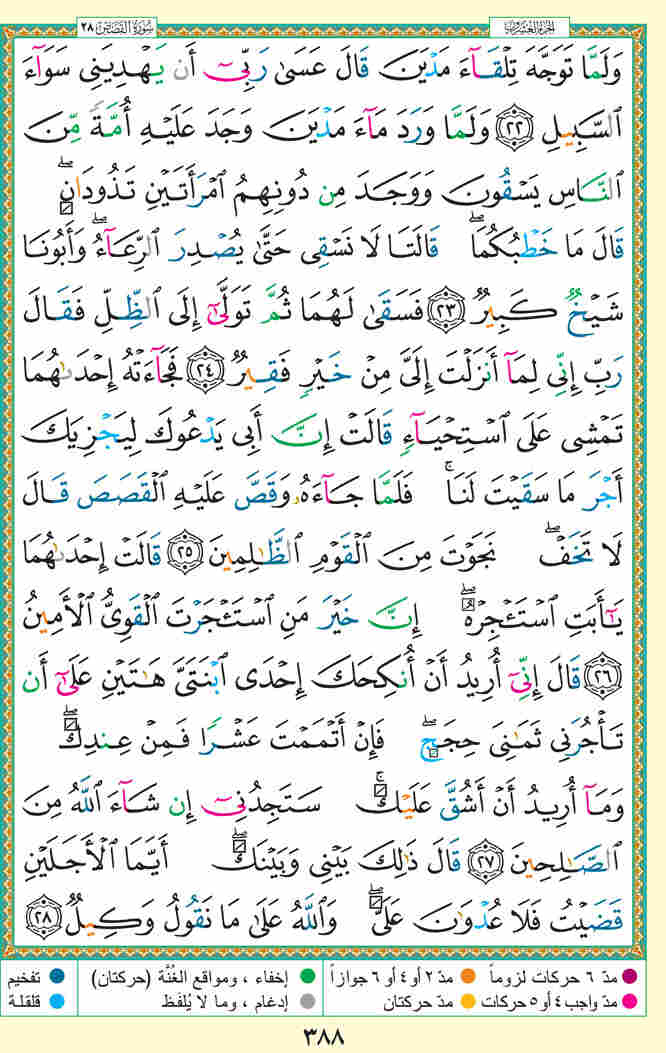 سُورَةُ القَصَصِ ٢٨
الجزء العشرون
وَلَمَّا تَوَجَّهَ تِلْقَآءَ مَدْيَنَ قَالَ عَسَىٰ رَبِّيٓ أَن يَهْدِيَنِي سَوَآءَ
ٱلسَّبِيلِ ٢٢ وَلَمَّا وَرَدَ مَآءَ مَدْيَنَ وَجَدَ عَلَيْهِ أُمَّةً مِّنَ
ٱلنَّاسِ يَسْقُونَ وَوَجَدَ مِن دُونِهِمُ ٱمْرَأَتَيْنِ تَذُودَانِ ۖ
قَالَ مَا خَطْبُكُمَا ۖ قَالَتَا لَا نَسْقِى حَتَّىٰ يُصْدِرَ ٱلرِّعَآءُ ۖ وَأَبُونَا
شَيْخٌ كَبِيرٌ ٢٣ فَسَقَىٰ لَهُمَا ثُمَّ تَوَلَّىٰٓ إِلَى ٱلظِّلِّ فَقَالَ
رَبِّ إِنِّي لِمَآ أَنزَلْتَ إِلَىَّ مِنْ خَيْرٍ فَقِيرٌ ٢٤ فَجَآءَتْهُ إِحْدَىٰهُمَا
تَمْشِى عَلَى ٱسْتِحْيَآءٍ قَالَتْ إِنَّ أَبِى يَدْعُوكَ لِيَجْزِيَكَ
أَجْرَ مَا سَقَيْتَ لَنَا ۚ فَلَمَّا جَآءَهُۥ وَقَصَّ عَلَيْهِ ٱلْقَصَصَ قَالَ
لَا تَخَفْ ۖ نَجَوْتَ مِنَ ٱلْقَوْمِ ٱلظَّٰلِمِينَ ٢٥ قَالَتْ إِحْدَىٰهُمَا
يَٰٓأَبَتِ ٱسْتَـْٔجِرْهُ ۖ إِنَّ خَيْرَ مَنِ ٱسْتَـْٔجَرْتَ ٱلْقَوِىُّ ٱلْأَمِينُ
٢٦ قَالَ إِنِّيٓ أُرِيدُ أَنْ أُنكِحَكَ إِحْدَى ٱبْنَتَىَّ هَٰتَيْنِ عَلَىٰٓ أَن
تَأْجُرَنِى ثَمَٰنِىَ حِجَجٍ ۖ فَإِنْ أَتْمَمْتَ عَشْرًا فَمِنْ عِندِكَ ۖ
وَمَآ أُرِيدُ أَنْ أَشُقَّ عَلَيْكَ ۚ سَتَجِدُنِيٓ إِن شَآءَ ٱللَّهُ مِنَ
ٱلصَّٰلِحِينَ ٢٧ قَالَ ذَٰلِكَ بَيْنِى وَبَيْنَكَ ۖ أَيَّمَا ٱلْأَجَلَيْنِ
قَضَيْتُ فَلَا عُدْوَٰنَ عَلَىَّ ۖ وَٱللَّهُ عَلَىٰ مَا نَقُولُ وَكِيلٌ ٢٨
مدّ ٦ حركات لزوماً مدّ ٢ أو ٤ أو ٦ جوازاً إخفاء ، ومواقع الغُنَّة (حركتان) تفخيم
مدّ واجب ٤ أو ٥ حركات مدّ حركتان إدغام ، وما لا يُلفَظ قلقلة
٣٨٨